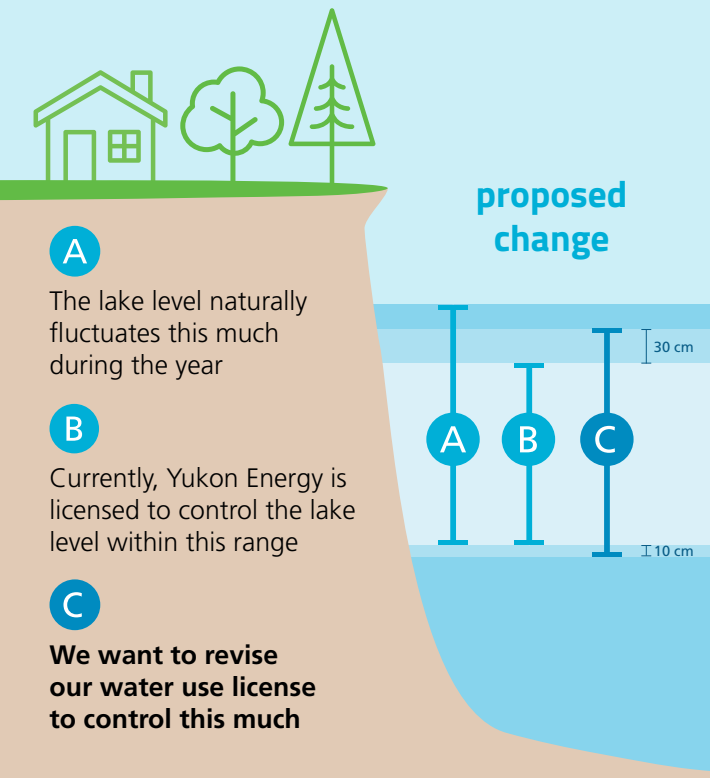 proposed
change
A
The lake level naturally
fluctuates this much
during the year
B
Currently, Yukon Energy is
licensed to control the lake
level within this range
C
We want to revise
our water use license
to control this much
30 cm
A
B
C
10 cm